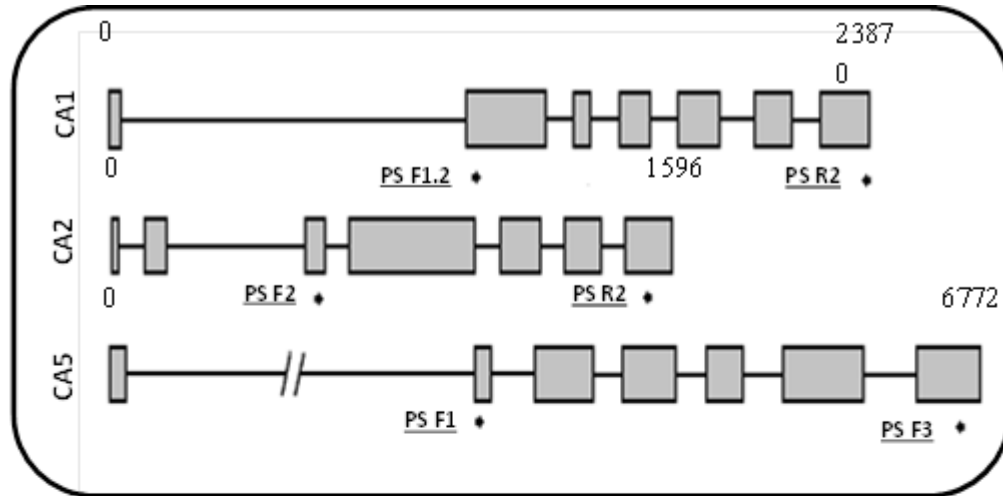 0 2387
0
CA1
0 1596
PS F1.2 PS R2
CA2
PS F2 PS R2
0 6772
CA5
PS F1 PS F3